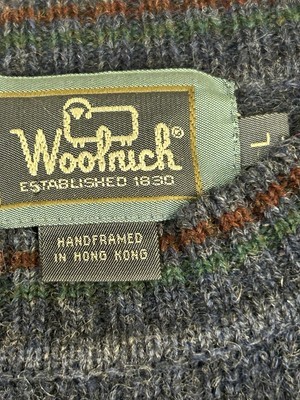 Woolrich®
ESTABLISHED 1830
L
HANDFRAMED
IN HONG KONG